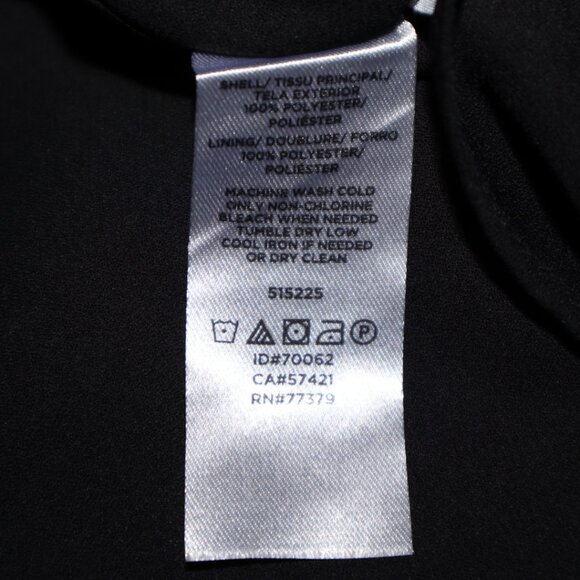 SHELL/ TISSU PRINCIPAL/
TELA EXTERIOR
100% POLYESTER/
POLIÉSTER
LINING/ DOUBLURE/ FORRO
100% POLYESTER/
POLIÉSTER
MACHINE WASH COLD
ONLY NON-CHLORINE
BLEACH WHEN NEEDED
TUMBLE DRY LOW
COOL IRON IF NEEDED
OR DRY CLEAN
515225
P
ID#70062
CA#57421
RN#77379